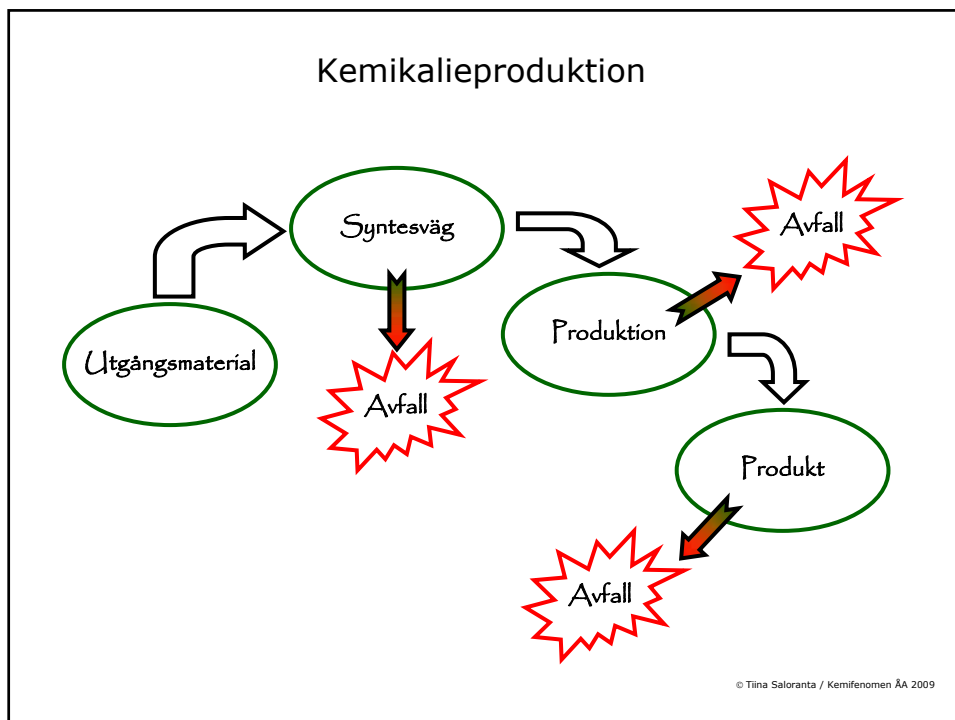 Kemikalieproduktion
Syntesväg
Avfall
Produktion
Utgångsmaterial
Avfall
Produkt
Avfall
© Tiina Saloranta / Kemifenomen ÅA 2009